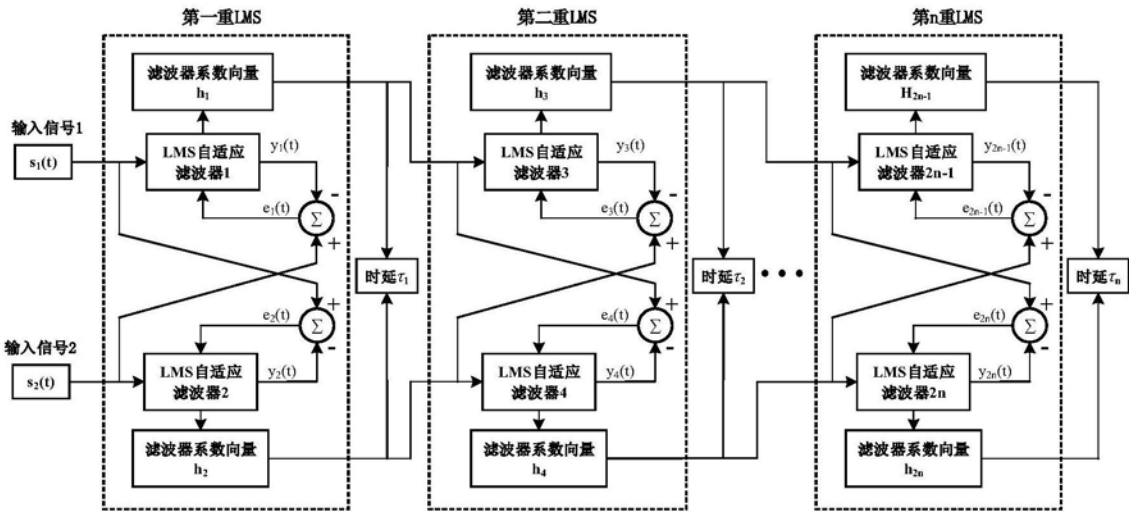 第一重LMS
第二重LMS
第n重LMS
滤波器系数向量
h₁
滤波器系数向量
h₃
滤波器系数向量
H₂ₙ₋₁
输入信号1
s₁(t)
LMS自适应
滤波器1
y₁(t)
-
e₁(t)
Σ
+
LMS自适应
滤波器3
y₃(t)
-
e₃(t)
Σ
+
LMS自适应
滤波器2n-1
y₂ₙ₋₁(t)
-
e₂ₙ₋₁(t)
Σ
+
时延τ₁
时延τ₂
• • •
时延τₙ
输入信号2
s₂(t)
+
e₂(t)
Σ
-
LMS自适应
滤波器2
y₂(t)
+
e₄(t)
Σ
-
LMS自适应
滤波器4
y₄(t)
+
e₂ₙ(t)
Σ
-
LMS自适应
滤波器2n
y₂ₙ(t)
滤波器系数向量
h₂
滤波器系数向量
h₄
滤波器系数向量
h₂ₙ